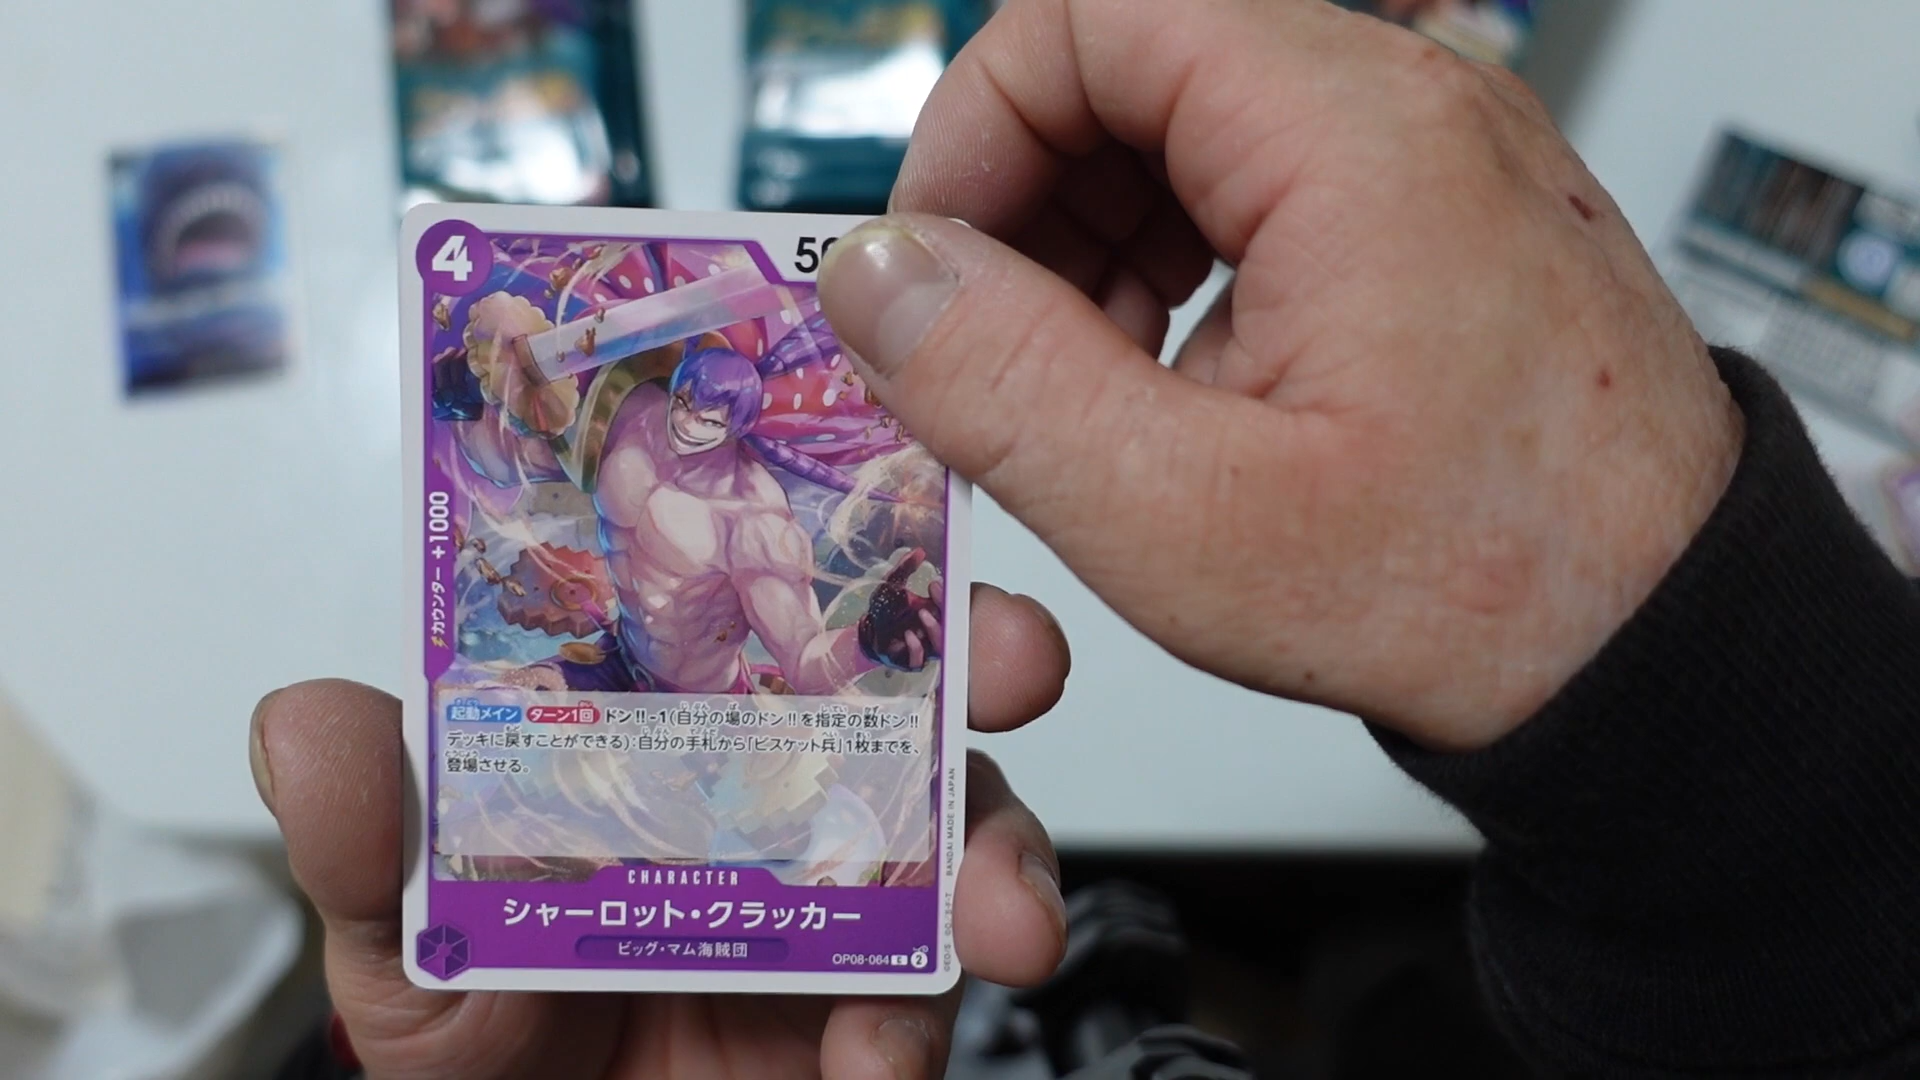 4
カウンター +1000
起動メイン ターン1回 ドン!!-1(自分の場のドン!!を指定の数ドン!!
デッキに戻すことができる):自分の手札から「ビスケット兵」1枚までを、
登場させる。
CHARACTER
シャーロット・クラッカー
ビッグ・マム海賊団
OP08-064 C 2
BANDAI MADE IN JAPAN